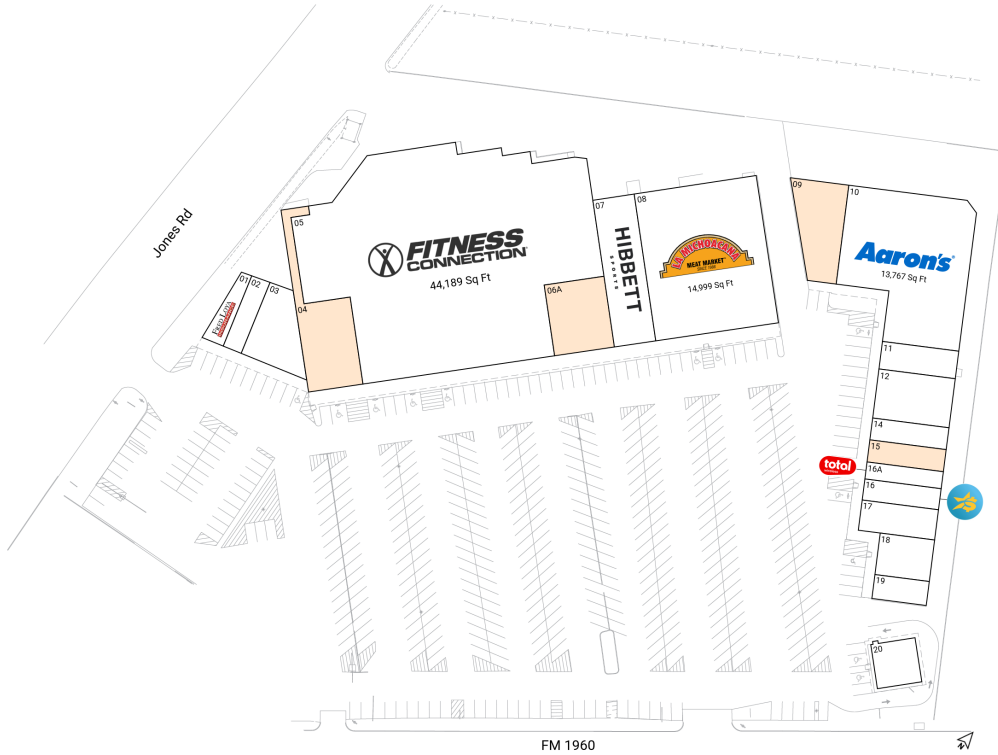 Jones Rd
05
FITNESS
CONNECTION
44,189 Sq Ft
07
08
HIBBETT
SPORTS
LA MICHOACANA
MEAT MARKET
14,999 Sq Ft
09
10
Aaron's
13,767 Sq Ft
01
02
03
FRED LOYA
04
06A
11
12
14
15
16A
total
16
17
18
19
20
FM 1960